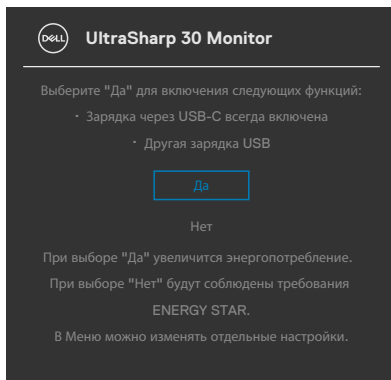 DELL UltraSharp 30 Monitor
Выберите "Да" для включения следующих функций:
· Зарядка через USB-C всегда включена
· Другая зарядка USB
Да
Нет
При выборе "Да" увеличится энергопотребление.
При выборе "Нет" будут соблюдены требования
ENERGY STAR.
В Меню можно изменять отдельные настройки.